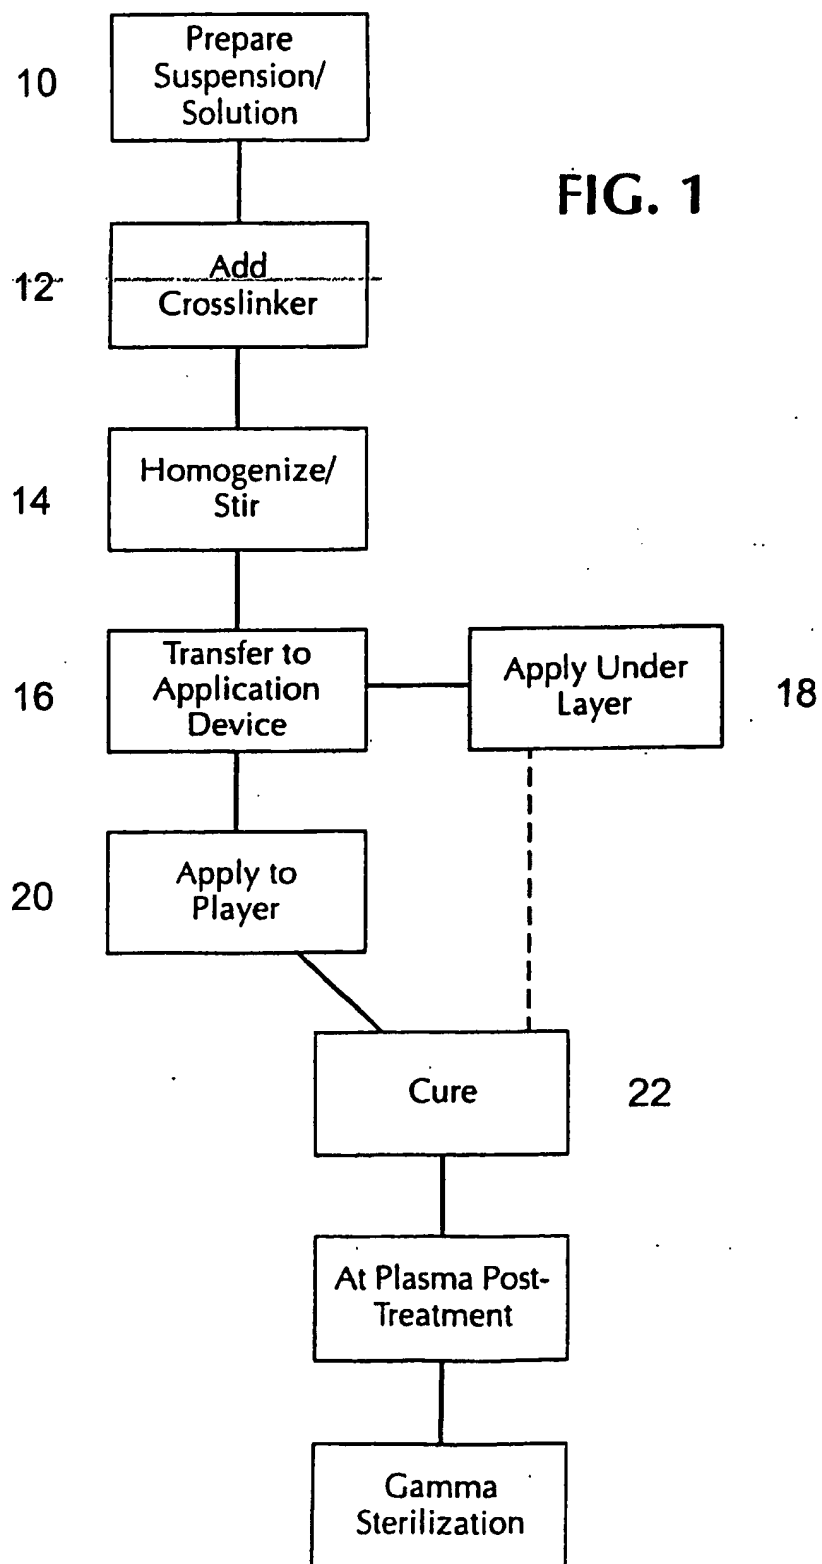 Prepare
Suspension/
Solution
10
FIG. 1
Add
Crosslinker
12
Homogenize/
Stir
14
Transfer to
Application
Device
16
Apply Under
Layer
18
Apply to
Player
20
Cure
22
At Plasma Post-
Treatment
Gamma
Sterilization